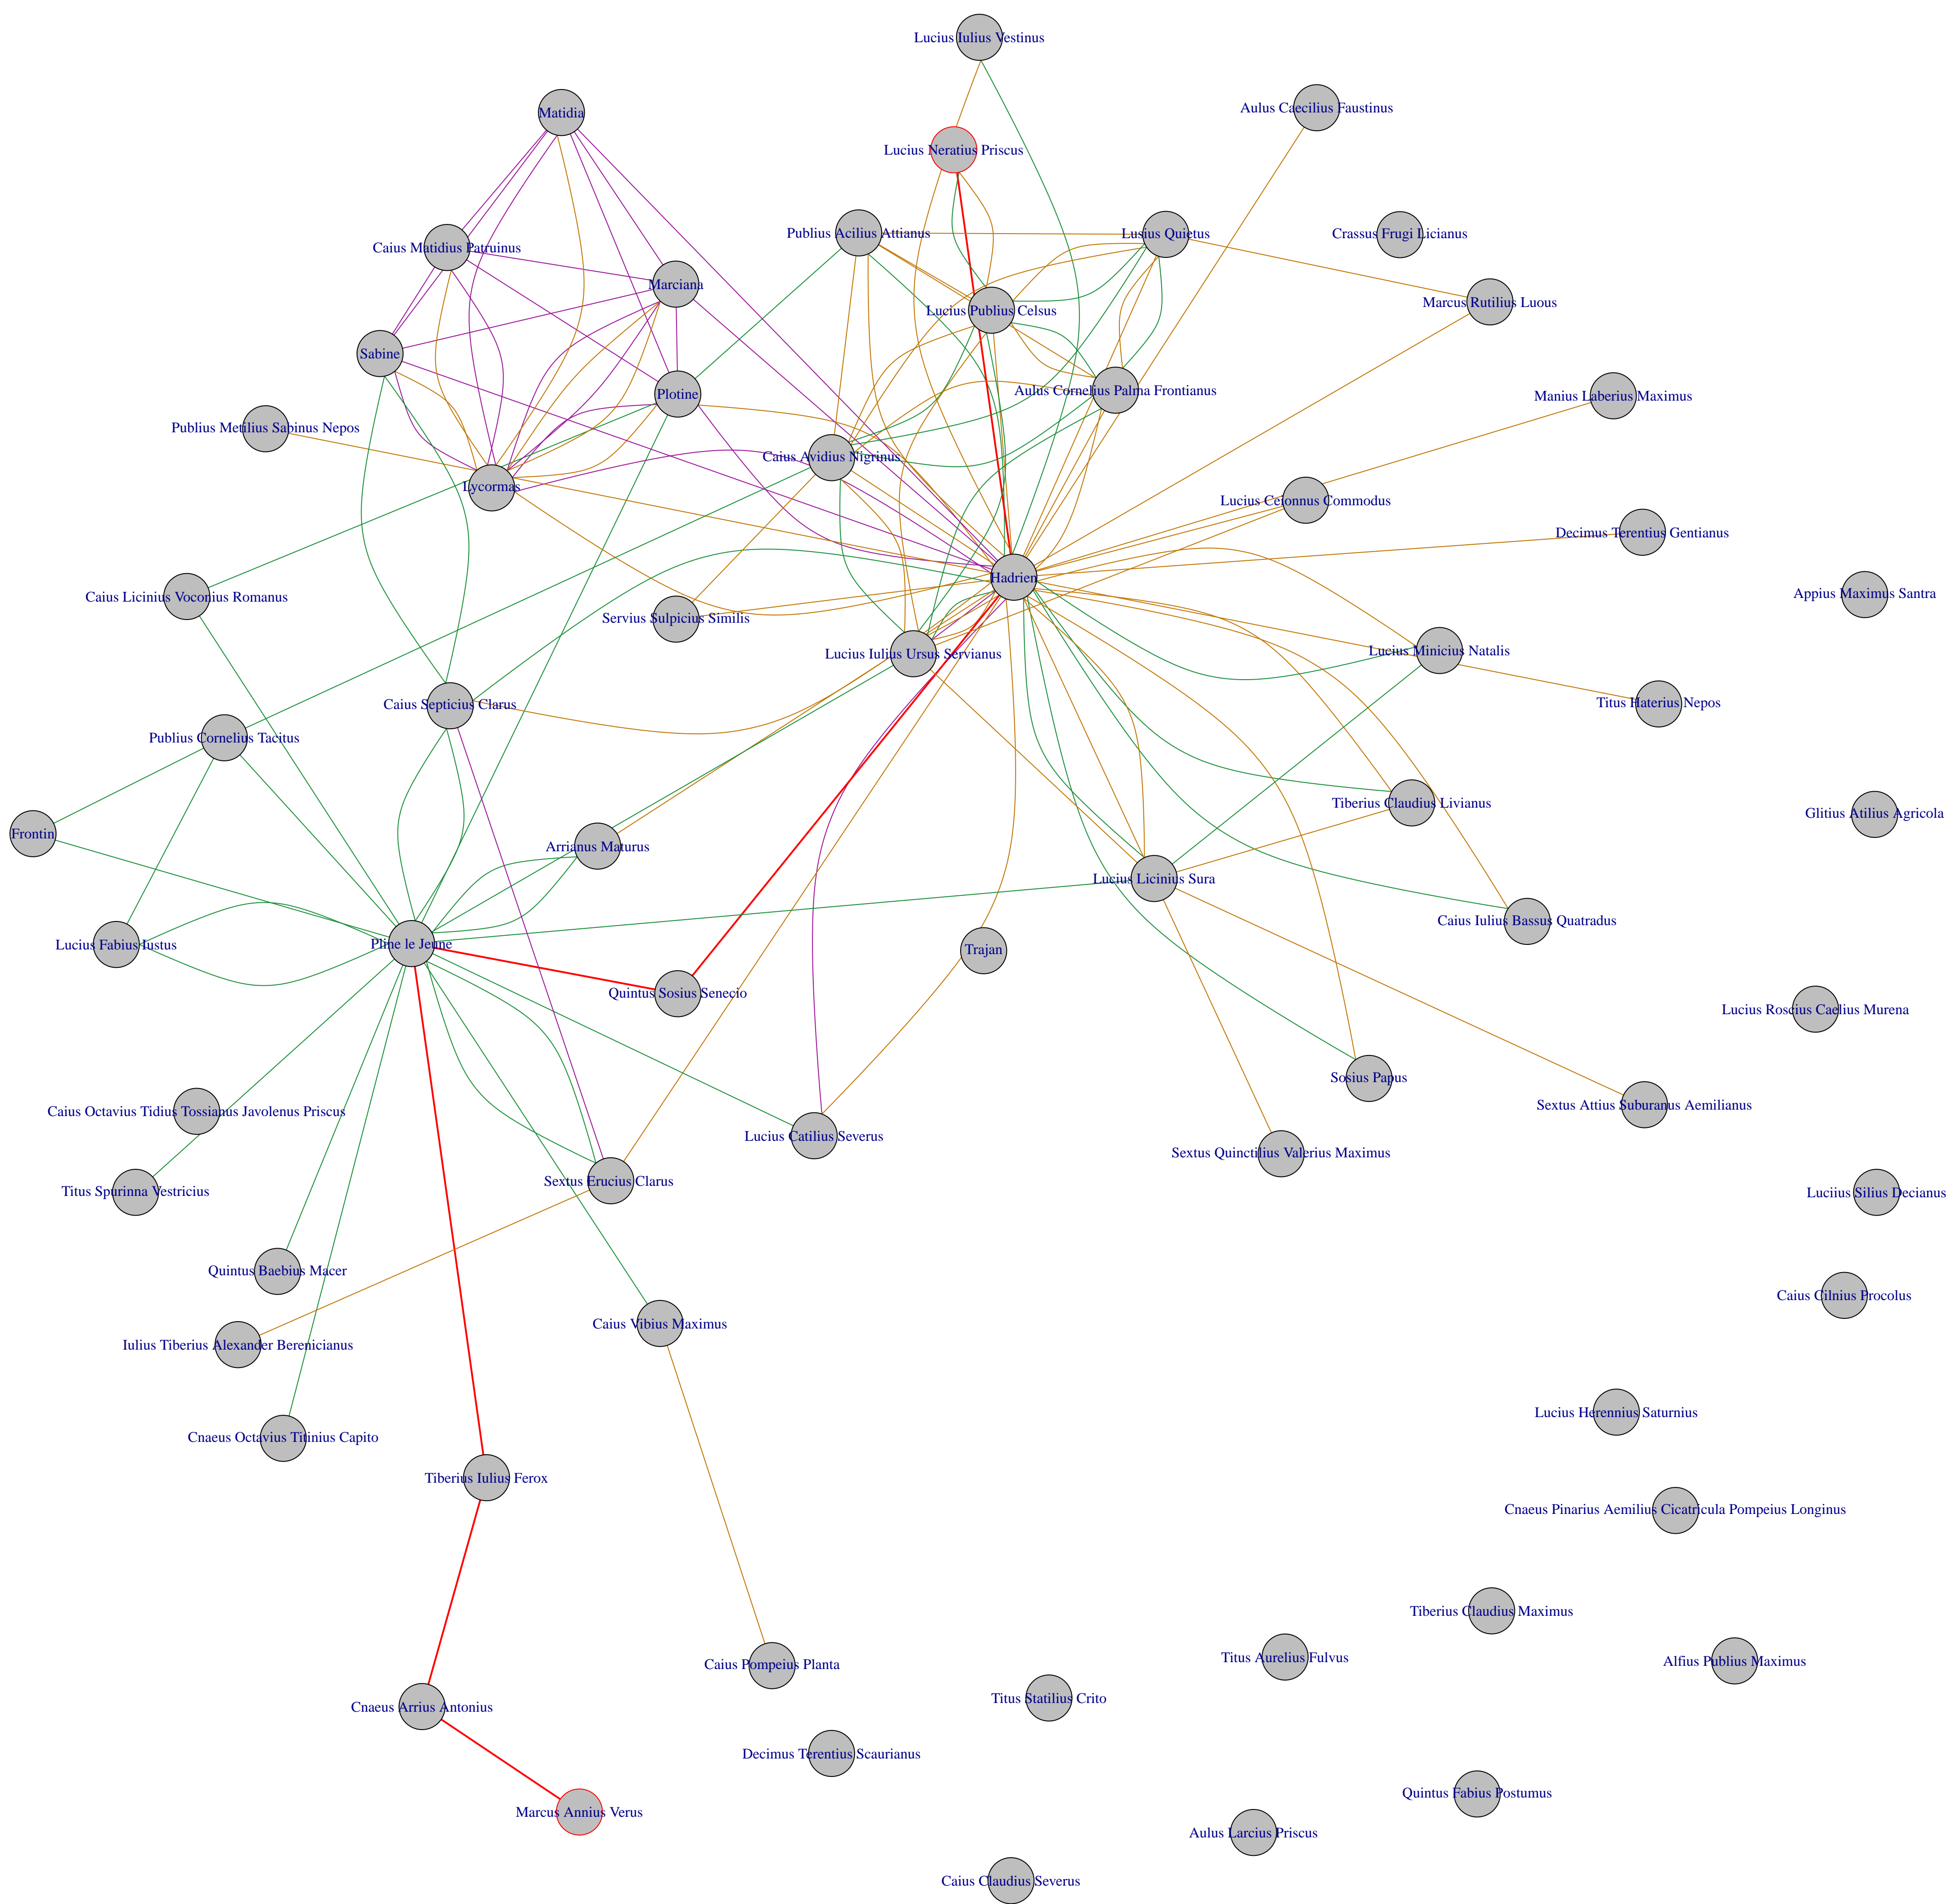 Lucius Iulius Vestinus
Aulus Caecilius Faustinus
Matidia
Lucius Neratius Priscus
Publius Acilius Attianus
Lusius Quietus
Crassus Frugi Licianus
Caius Matidius Patruinus
Marciana
Marcus Rutilius Luous
Lucius Publius Celsus
Sabine
Plotine
Aulus Cornelius Palma Frontianus
Manius Laberius Maximus
Publius Metilius Sabinus Nepos
Caius Avidius Nigrinus
Lycormas
Lucius Ceionnus Commodus
Decimus Terentius Gentianus
Hadrien
Caius Licinius Voconius Romanus
Appius Maximus Santra
Servius Sulpicius Similis
Lucius Iulius Ursus Servianus
Lucius Minicius Natalis
Caius Septicius Clarus
Titus Haterius Nepos
Publius Cornelius Tacitus
Tiberius Claudius Livianus
Glitius Atilius Agricola
Frontin
Arrianus Maturus
Lucius Licinius Sura
Caius Iulius Bassus Quatradus
Lucius Fabius Iustus
Pline le Jeune
Trajan
Quintus Sosius Senecio
Lucius Roscius Caelius Murena
Sosius Papus
Sextus Attius Suburanus Aemilianus
Caius Octavius Tidius Tossianus Javolenus Priscus
Lucius Catilius Severus
Sextus Quinctilius Valerius Maximus
Sextus Erucius Clarus
Titus Spurinna Vestricius
Luciius Silius Decianus
Quintus Baebius Macer
Caius Cilnius Procolus
Caius Vibius Maximus
Iulius Tiberius Alexander Berenicianus
Lucius Herennius Saturnius
Cnaeus Octavius Titinius Capito
Tiberius Iulius Ferox
Cnaeus Pinarius Aemilius Cicatricula Pompeius Longinus
Tiberius Claudius Maximus
Titus Aurelius Fulvus
Alfius Publius Maximus
Caius Pompeius Planta
Titus Statilius Crito
Cnaeus Arrius Antonius
Decimus Terentius Scaurianus
Quintus Fabius Postumus
Marcus Annius Verus
Aulus Larcius Priscus
Caius Claudius Severus